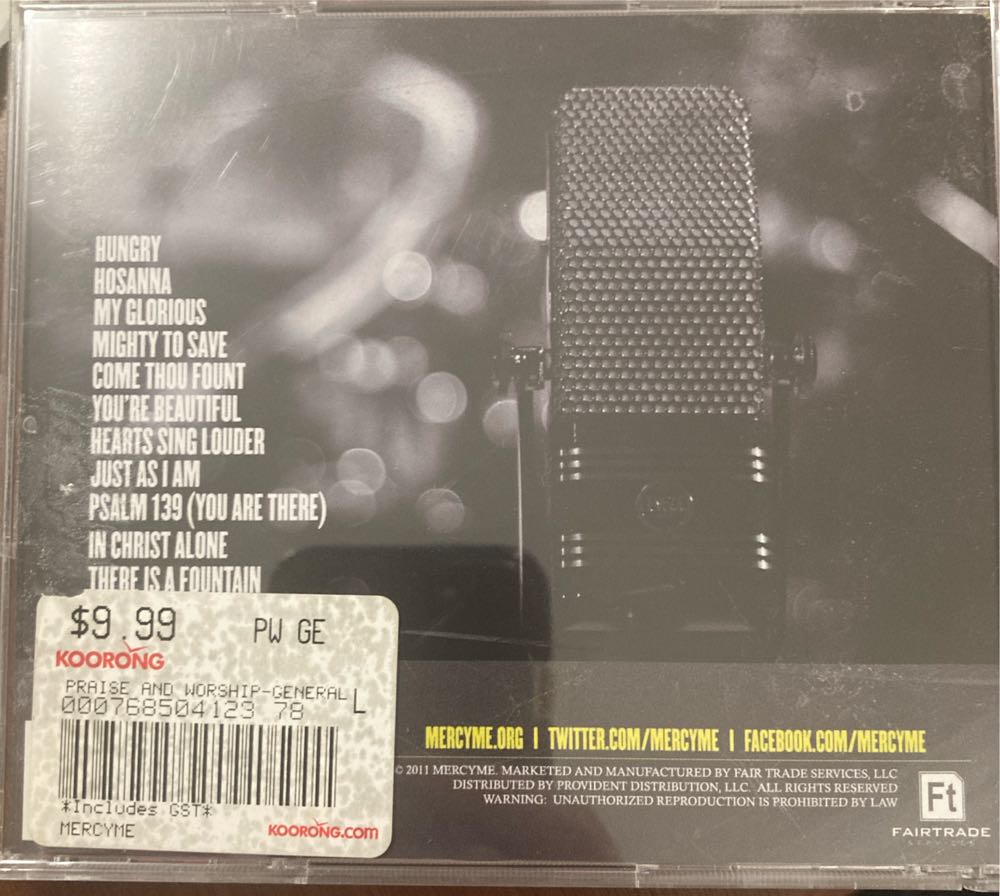 HUNGRY
HOSANNA
MY GLORIOUS
MIGHTY TO SAVE
COME THOU FOUNT
YOU'RE BEAUTIFUL
HEARTS SING LOUDER
JUST AS I AM
PSALM 139 (YOU ARE THERE)
IN CHRIST ALONE
THERE IS A FOUNTAIN
$9.99 PW GE
KOORONG
PRAISE AND WORSHIP-GENERAL L
000768504123 78
*Includes GST*
MERCYME
KOORONG.com
MERCYME.ORG | TWITTER.COM/MERCYME | FACEBOOK.COM/MERCYME
© 2011 MERCYME. MARKETED AND MANUFACTURED BY FAIR TRADE SERVICES, LLC
DISTRIBUTED BY PROVIDENT DISTRIBUTION, LLC. ALL RIGHTS RESERVED
WARNING: UNAUTHORIZED REPRODUCTION IS PROHIBITED BY LAW
Ft
FAIRTRADE
SERVICES